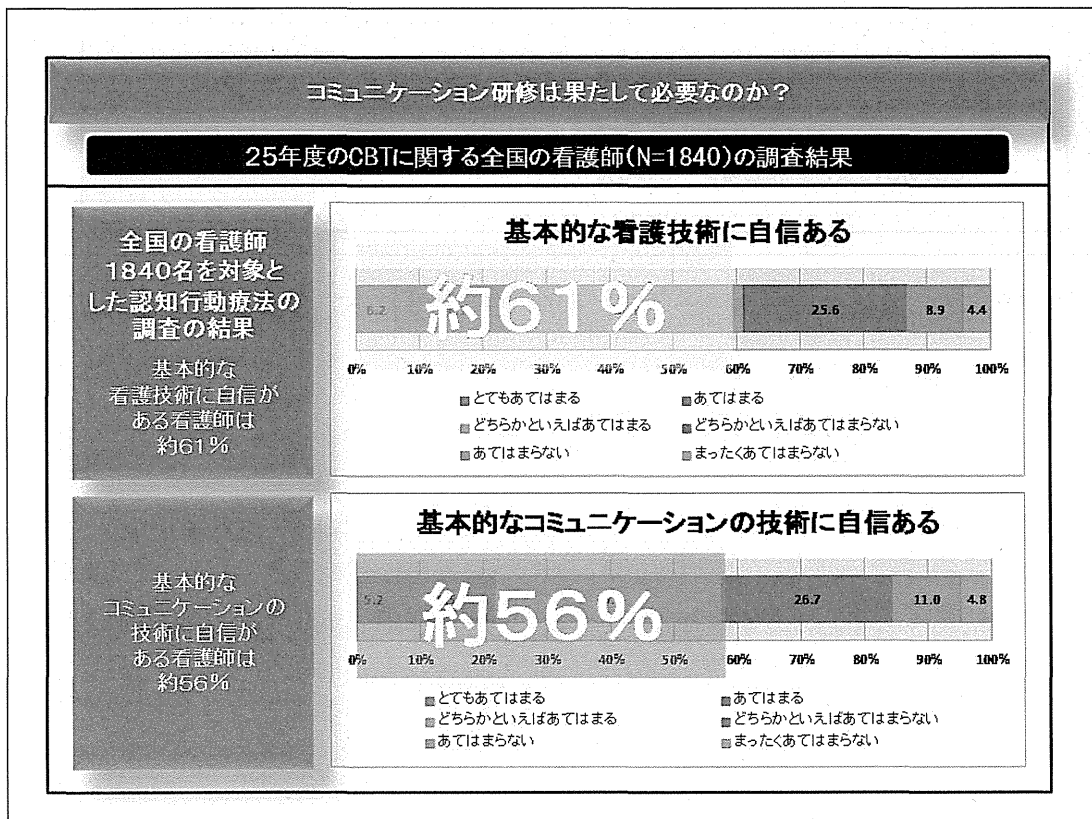 コミュニケーション研修は果たして必要なのか？
25年度のCBTに関する全国の看護師(N=1840)の調査結果
全国の看護師
1840名を対象と
した認知行動療法の
調査の結果
基本的な
看護技術に自信が
ある看護師は
約61%
基本的な看護技術に自信ある
6.2 約61% 25.6 8.9 4.4
0% 10% 20% 30% 40% 50% 60% 70% 80% 90% 100%
とてもあてはまる あてはまる
どちらかといえばあてはまる どちらかといえばあてはまらない
あてはまらない まったくあてはまらない
基本的な
コミュニケーションの
技術に自信が
ある看護師は
約56%
基本的なコミュニケーションの技術に自信ある
5.2 約56% 26.7 11.0 4.8
0% 10% 20% 30% 40% 50% 60% 70% 80% 90% 100%
とてもあてはまる あてはまる
どちらかといえばあてはまる どちらかといえばあてはまらない
あてはまらない まったくあてはまらない